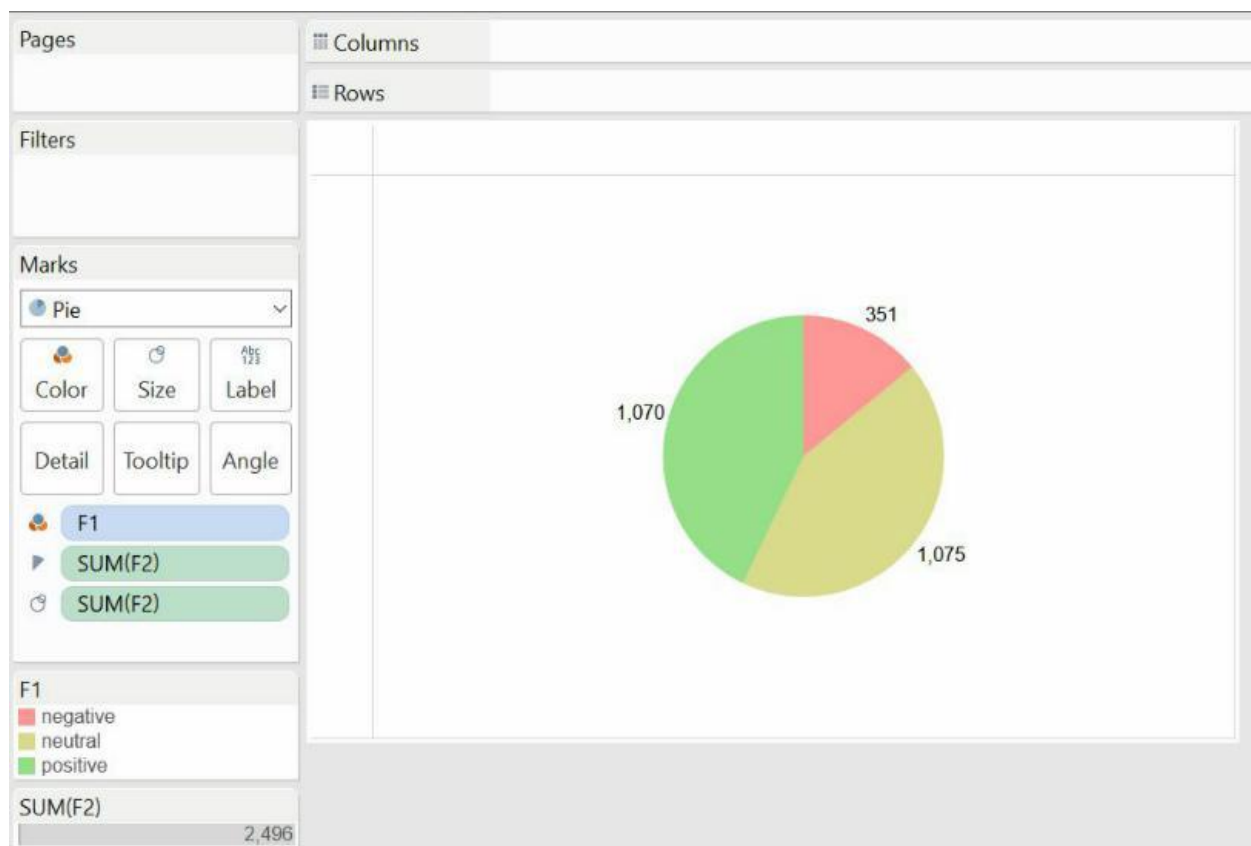 Pages
Columns
Rows
Filters
Marks
Pie
Color
Size
Abc
123
Label
Detail
Tooltip
Angle
F1
SUM(F2)
SUM(F2)
F1
negative
neutral
positive
SUM(F2)
2,496
351
1,070
1,075